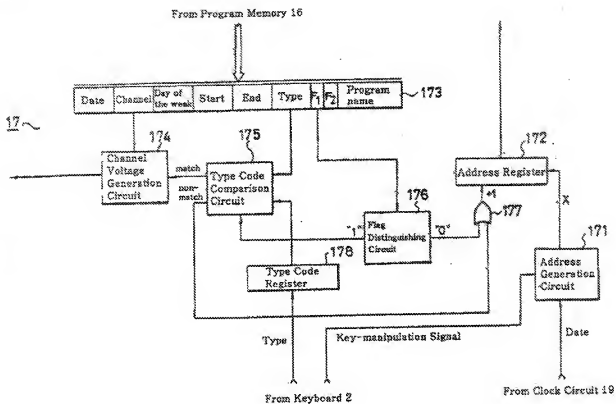 From Program Memory 16
Date Channel Day of the week Start End Type F1 F2 Program name 173
17
174
175
172
Channel Voltage Generation Circuit
match
non-match
Type Code Comparison Circuit
176
"1"
Flag Distinguishing Circuit
"0"
Address Register
+1
177
X
171
178
Type Code Register
Address Generation Circuit
Type
Key-manipulation Signal
Date
From Keyboard 2
From Clock Circuit 19